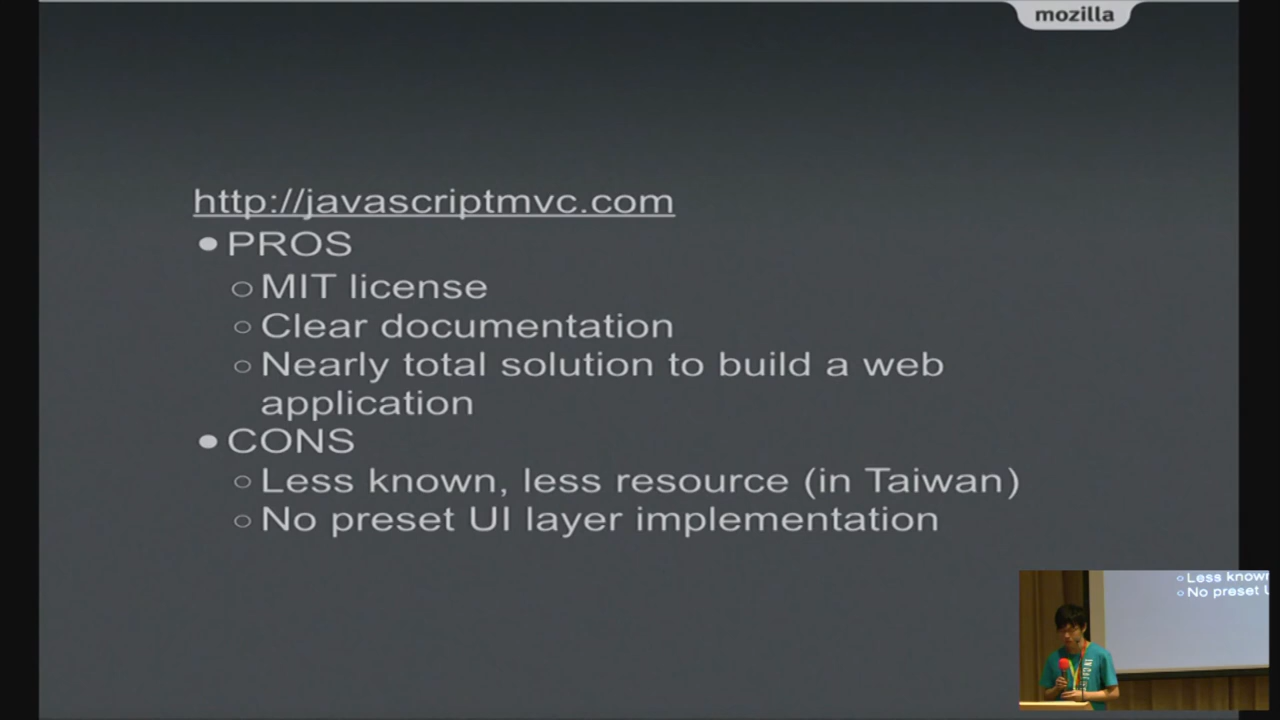 mozilla
http://javascriptmvc.com
● PROS
○ MIT license
○ Clear documentation
○ Nearly total solution to build a web
application
● CONS
○ Less known, less resource (in Taiwan)
○ No preset UI layer implementation
○ Less known
○ No preset U